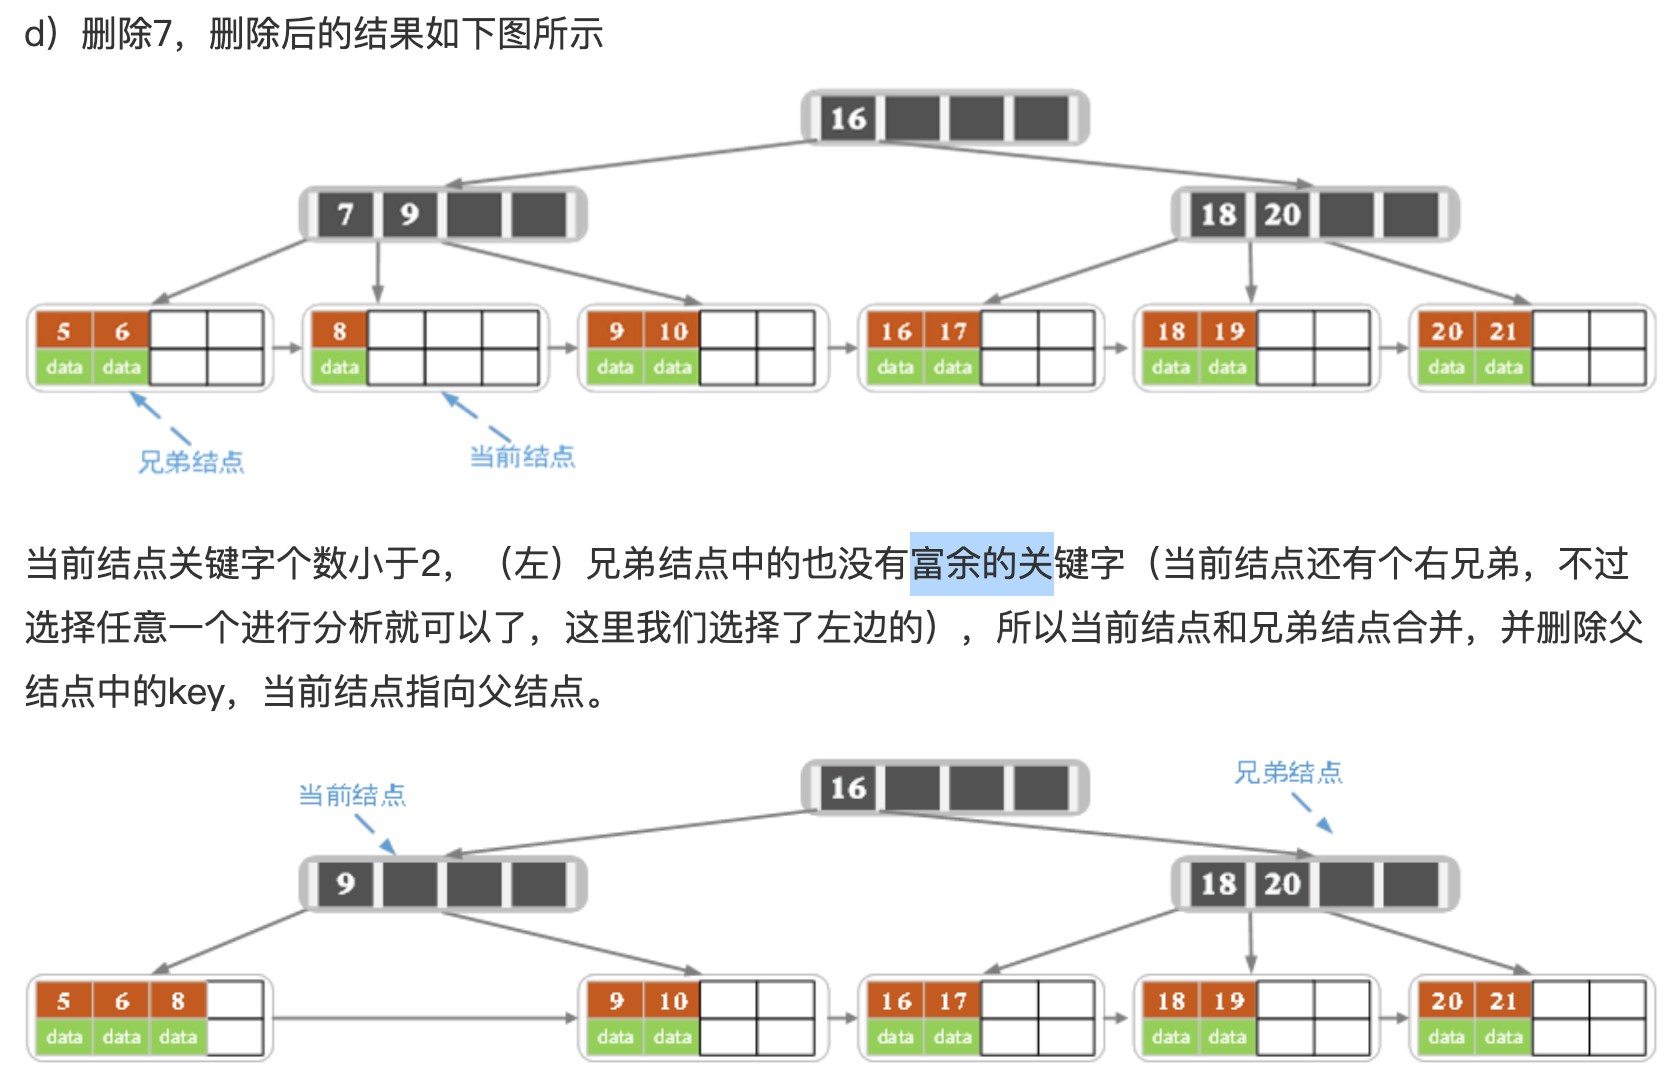 d）删除7，删除后的结果如下图所示
16
7 9
18 20
5 6
8
9 10
16 17
18 19
20 21
data data
data
data data
data data
data data
data data
兄弟结点
当前结点
当前结点关键字个数小于2，（左）兄弟结点中的也没有富余的关键字（当前结点还有个右兄弟，不过
选择任意一个进行分析就可以了，这里我们选择了左边的），所以当前结点和兄弟结点合并，并删除父
结点中的key，当前结点指向父结点。
16
兄弟结点
当前结点
9
18 20
5 6 8
9 10
16 17
18 19
20 21
data data data
data data
data data
data data
data data